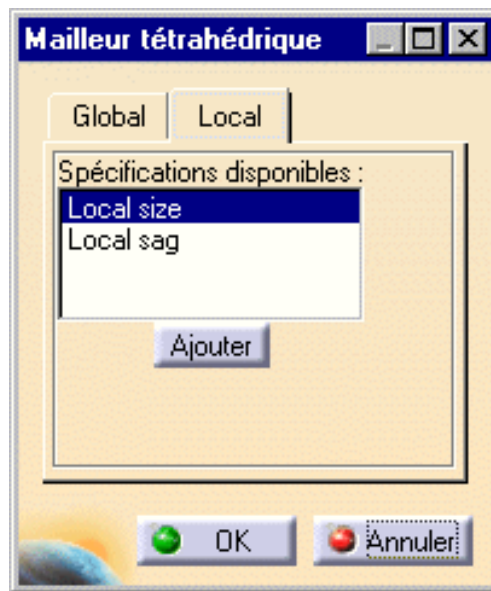 Mailleur tétrahédrique
Global Local
Spécifications disponibles :
Local size
Local sag
Ajouter
OK Annuler